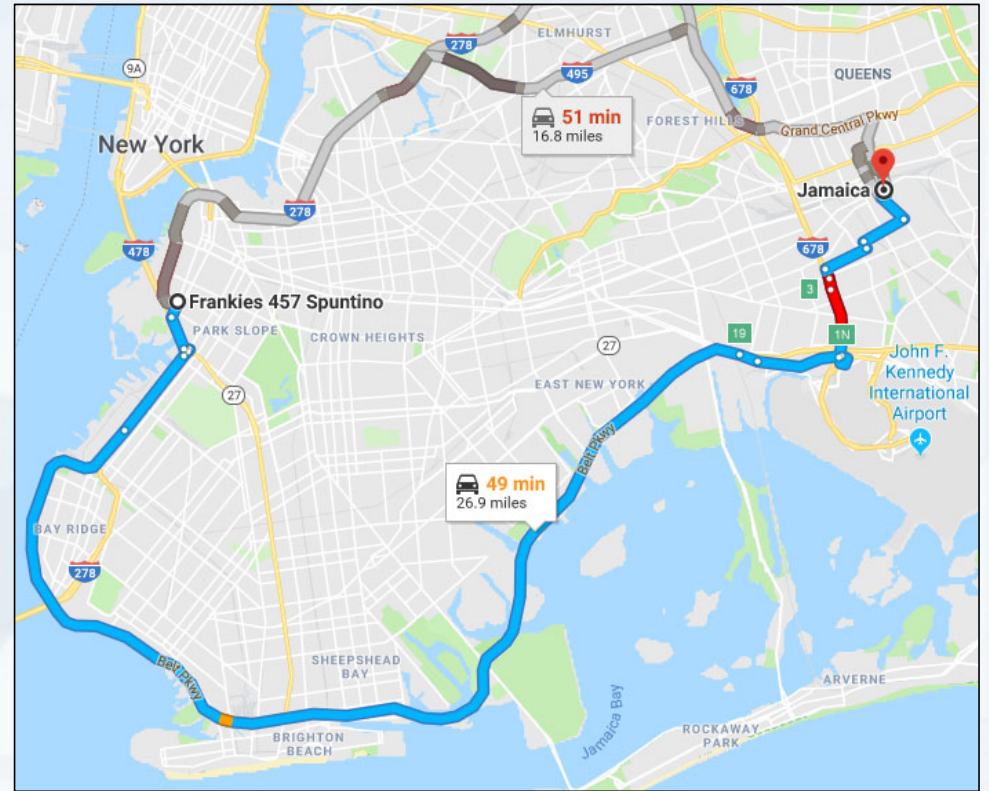 278
ELMHURST
9A
495
678
QUEENS
51 min
16.8 miles
FOREST HILLS
Grand Central Pkwy
New York
Jamaica
278
478
678
3
Frankies 457 Spuntino
PARK SLOPE
CROWN HEIGHTS
27
19
1N
John F.
Kennedy
International
Airport
27
EAST NEW YORK
Belt Pkwy
49 min
26.9 miles
BAY RIDGE
278
Belt Pkwy
SHEEPSHEAD
BAY
BRIGHTON
BEACH
Jamaica Bay
ARVERNE
ROCKAWAY
PARK